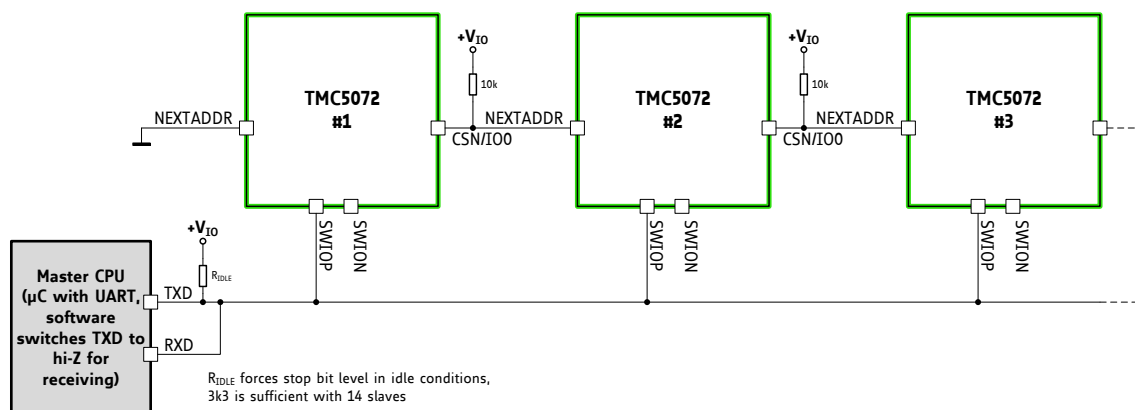 +VIO
10k
TMC5072
#1
NEXTADDR
CSN/IO0
SWIOP
SWION
+VIO
10k
NEXTADDR
TMC5072
#2
CSN/IO0
SWIOP
SWION
NEXTADDR
TMC5072
#3
SWIOP
SWION
+VIO
RIDLE
Master CPU
(µC with UART,
software
switches TXD to
hi-Z for
receiving)
TXD
RXD
RIDLE forces stop bit level in idle conditions,
3k3 is sufficient with 14 slaves